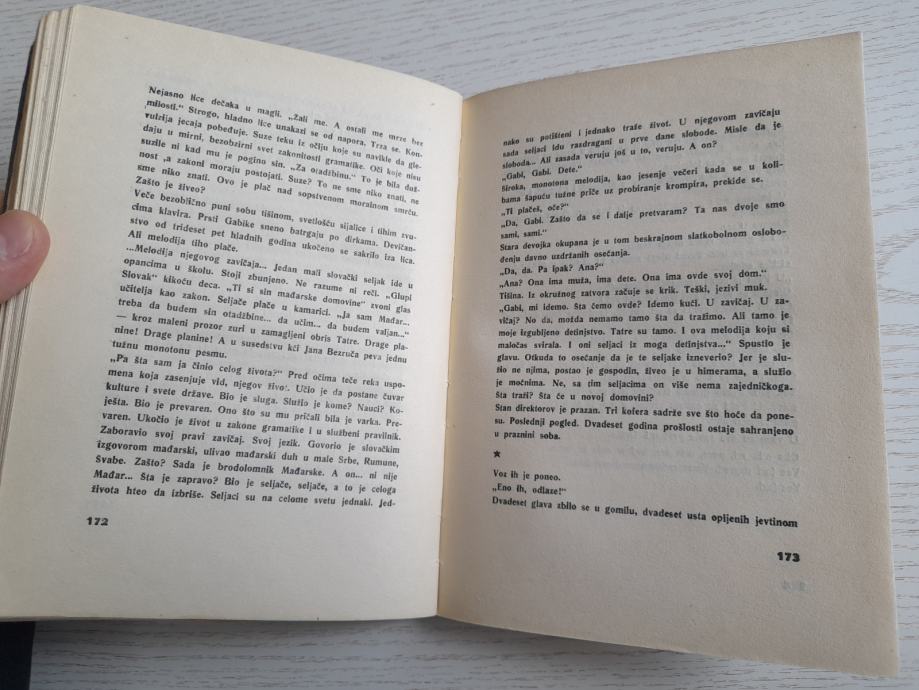 Nejasno lice dečaka u magli. „Žali me. A ostali me mrze bez
milosti." Strogo, hladno lice unakazi se od napora. Trza se. Kon-
vulzija jecaja pobeđuje. Suze teku iz očiju koje su navikle da gle-
daju u mirni, bezobzirni svet zakonitosti gramatike. Oči koje nisu
suzile ni kad mu je pogino sin. „Za otadžbinu." To je bila duž-
nost ,a zakoni moraju postojati. Suze? To ne sme niko znati, ne
sme niko znati. Ovo je plač nad sopstvenom moralnom smrću.
Zašto je živeo?
Veče bezoblično puni sobu tišinom, svetlošću sijalice i tihim zvu-
cima klavira. Prsti Gabike sneno batrgaju po dirkama. Devičan-
stvo od trideset pet hladnih godina ukočeno se sakrilo iza lica.
Ali melodija tiho plače.
...Melodija njegovog zavičaja... Jedan mali slovački seljak ide u
opancima u školu. Stoji zbunjeno. Ne razume ni reči. „Glupi
Slovak" kikoću deca. „Ti si sin mađarske domovine" zvoni glas
učitelja kao zakon. Seljače plače u kamarici. „Ja sam Mađar...
treba da budem sin otadžbine... da učim... da budem valjan..."
— kroz maleni prozor zuri u zamagljeni obris Tatre. Drage pla-
nine! Drage planine! A u susedstvu kći Jana Bezruča peva jednu
tužnu monotonu pesmu.
„Pa šta sam ja činio celog života?" Pred očima teče reka uspo-
mena koja zasenjuje vid, njegov život. Učio je da postane čuvar
kulture i svete države. Bio je sluga. Služio je kome? Nauci? Ko-
ješta. Bio je prevaren. Ono što su mu pričali bila je varka. Pre-
varen. Ukočio je život u zakone gramatike i u službeni pravilnik.
Zaboravio svoj pravi zavičaj. Svoj jezik. Govorio je slovačkim
izgovorom mađarski, ulivao mađarski duh u male Srbe, Rumune,
Švabe. Zašto? Sada je brodolomnik Mađarske. A on... ni nije
Mađar... Šta je zapravo? Bio je seljače, seljače, a to je celoga
života hteo da izbriše. Seljaci su na celome svetu jednaki. Jed-
172
nako su potišteni i jednako traže život. U njegovom zavičaju
sada seljaci idu razdragani u prve dane slobode. Misle da je
sloboda... Ali zasada veruju još u to, veruju. A on?
„Gabi, Gabi. Dete."
Široka, monotona melodija, kao jesenje večeri kada se u koli-
bama šapuću tužne priče uz probiranje krompira, prekide se.
„Ti plačeš, oče?"
„Da, Gabi. Zašto da se i dalje pretvaram? Ta nas dvoje smo
sami, sami."
Stara devojka okupana je u tom beskrajnom slatkobolnom oslobo-
đenju davno uzdržanih osećanja.
„Da, da. Pa ipak? Ana?"
„Ana? Ona ima muža, ima dete. Ona ima ovde svoj dom."
Tišina. Iz okružnog zatvora začuje se krik. Teški, jezivi muk.
„Gabi, mi idemo. Šta ćemo ovde? Idemo kući. U zavičaj. U za-
vičaj? No da, možda nemamo tamo šta da tražimo. Ali tamo je
moje izgubljeno detinjstvo. Tatre su tamo. I ova melodija koju si
maločas svirala. I oni seljaci iz moga detinjstva..." Spustio je
glavu. Otkuda to osećanje da je te seljake izneverio? Jer je slu-
žio ne njima, postao je gospodin, živeo je u himerama, a služio
je moćnima. Ne, sa tim seljacima on više nema zajedničkoga.
Šta traži? Šta će u novoj domovini?
Stan direktorov je prazan. Tri kofera sadrže sve što hoće da pone-
su. Poslednji pogled. Dvadeset godina prošlosti ostaje sahranjeno
u praznini soba.
★
Voz ih je poneo.
„Eno ih, odlaze!"
Dvadeset glava zbilo se u gomilu, dvadeset usta opijenih jevtinom
173